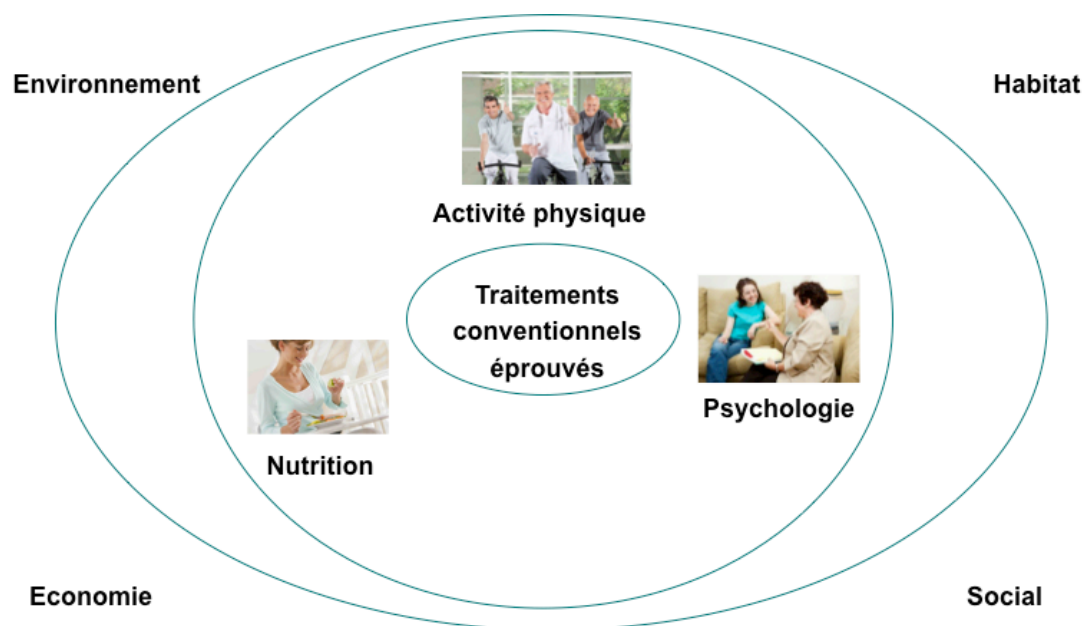 Environnement
Habitat
Activité physique
Traitements
conventionnels
éprouvés
Psychologie
Nutrition
Economie
Social